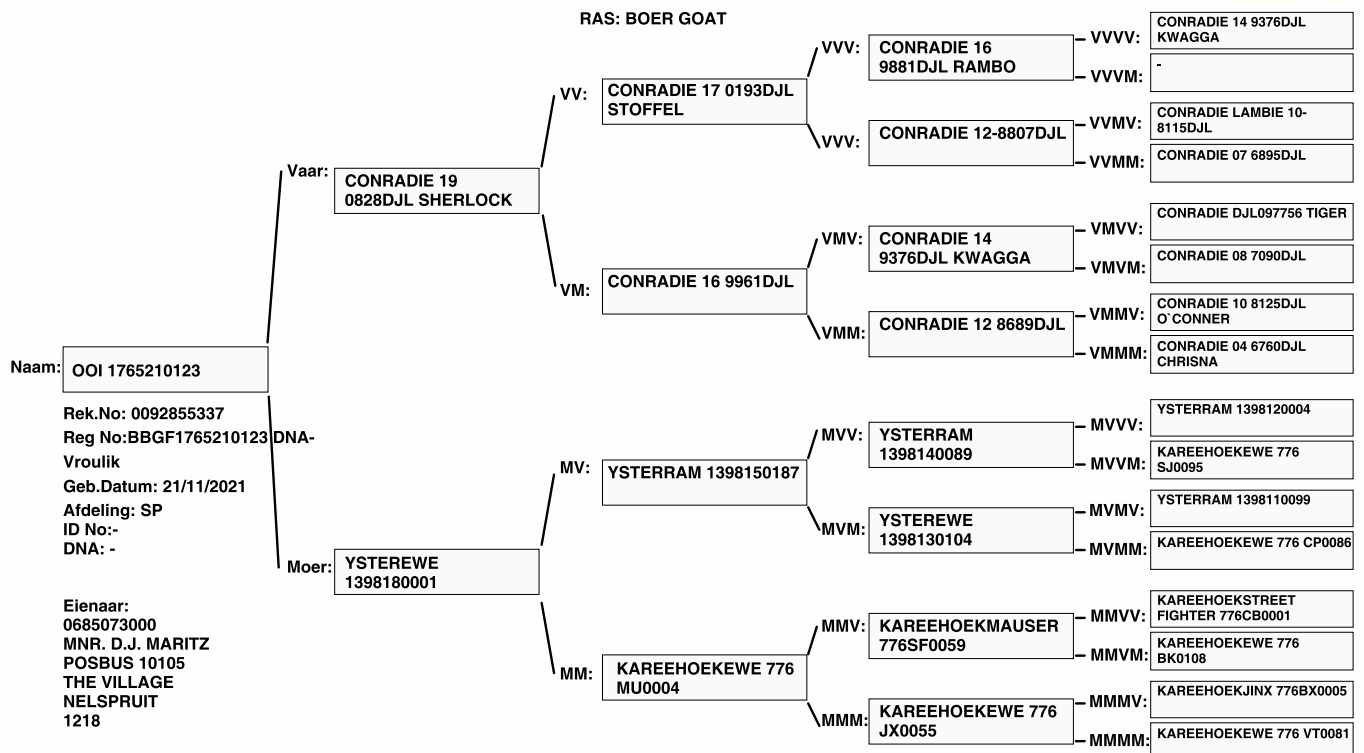 RAS: BOER GOAT
Naam:
OOI 1765210123
Rek.No: 0092855337
Reg No:BBGF1765210123 DNA-
Vroulik
Geb.Datum: 21/11/2021
Afdeling: SP
ID No:-
DNA: -
Eienaar:
0685073000
MNR. D.J. MARITZ
POSBUS 10105
THE VILLAGE
NELSPRUIT
1218
Vaar:
CONRADIE 19
0828DJL SHERLOCK
Moer:
YSTEREWE
1398180001
VV:
CONRADIE 17 0193DJL
STOFFEL
VM:
CONRADIE 16 9961DJL
MV:
YSTERRAM 1398150187
MM:
KAREEHOEKEWE 776
MU0004
VVV:
CONRADIE 16
9881DJL RAMBO
VVV:
CONRADIE 12-8807DJL
VMV:
CONRADIE 14
9376DJL KWAGGA
VMM:
CONRADIE 12 8689DJL
MVV:
YSTERRAM
1398140089
MVM:
YSTEREWE
1398130104
MMV:
KAREEHOEKMAUSER
776SF0059
MMM:
KAREEHOEKEWE 776
JX0055
VVVV:
CONRADIE 14 9376DJL
KWAGGA
VVVM:
-
VVMV:
CONRADIE LAMBIE 10-
8115DJL
VVMM:
CONRADIE 07 6895DJL
VMVV:
CONRADIE DJL097756 TIGER
VMVM:
CONRADIE 08 7090DJL
VMMV:
CONRADIE 10 8125DJL
O`CONNER
VMMM:
CONRADIE 04 6760DJL
CHRISNA
MVVV:
YSTERRAM 1398120004
MVVM:
KAREEHOEKEWE 776
SJ0095
MVMV:
YSTERRAM 1398110099
MVMM:
KAREEHOEKEWE 776 CP0086
MMVV:
KAREEHOEKSTREET
FIGHTER 776CB0001
MMVM:
KAREEHOEKEWE 776
BK0108
MMMV:
KAREEHOEKJINX 776BX0005
MMMM:
KAREEHOEKEWE 776 VT0081